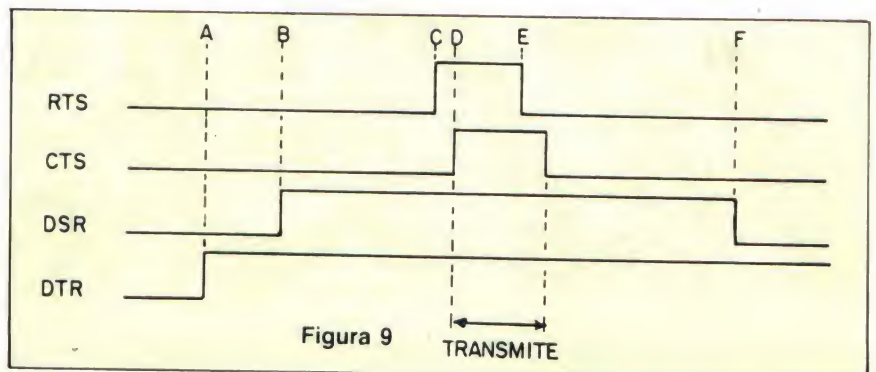 A B C D E F
RTS
CTS
DSR
DTR
Figura 9
TRANSMITE